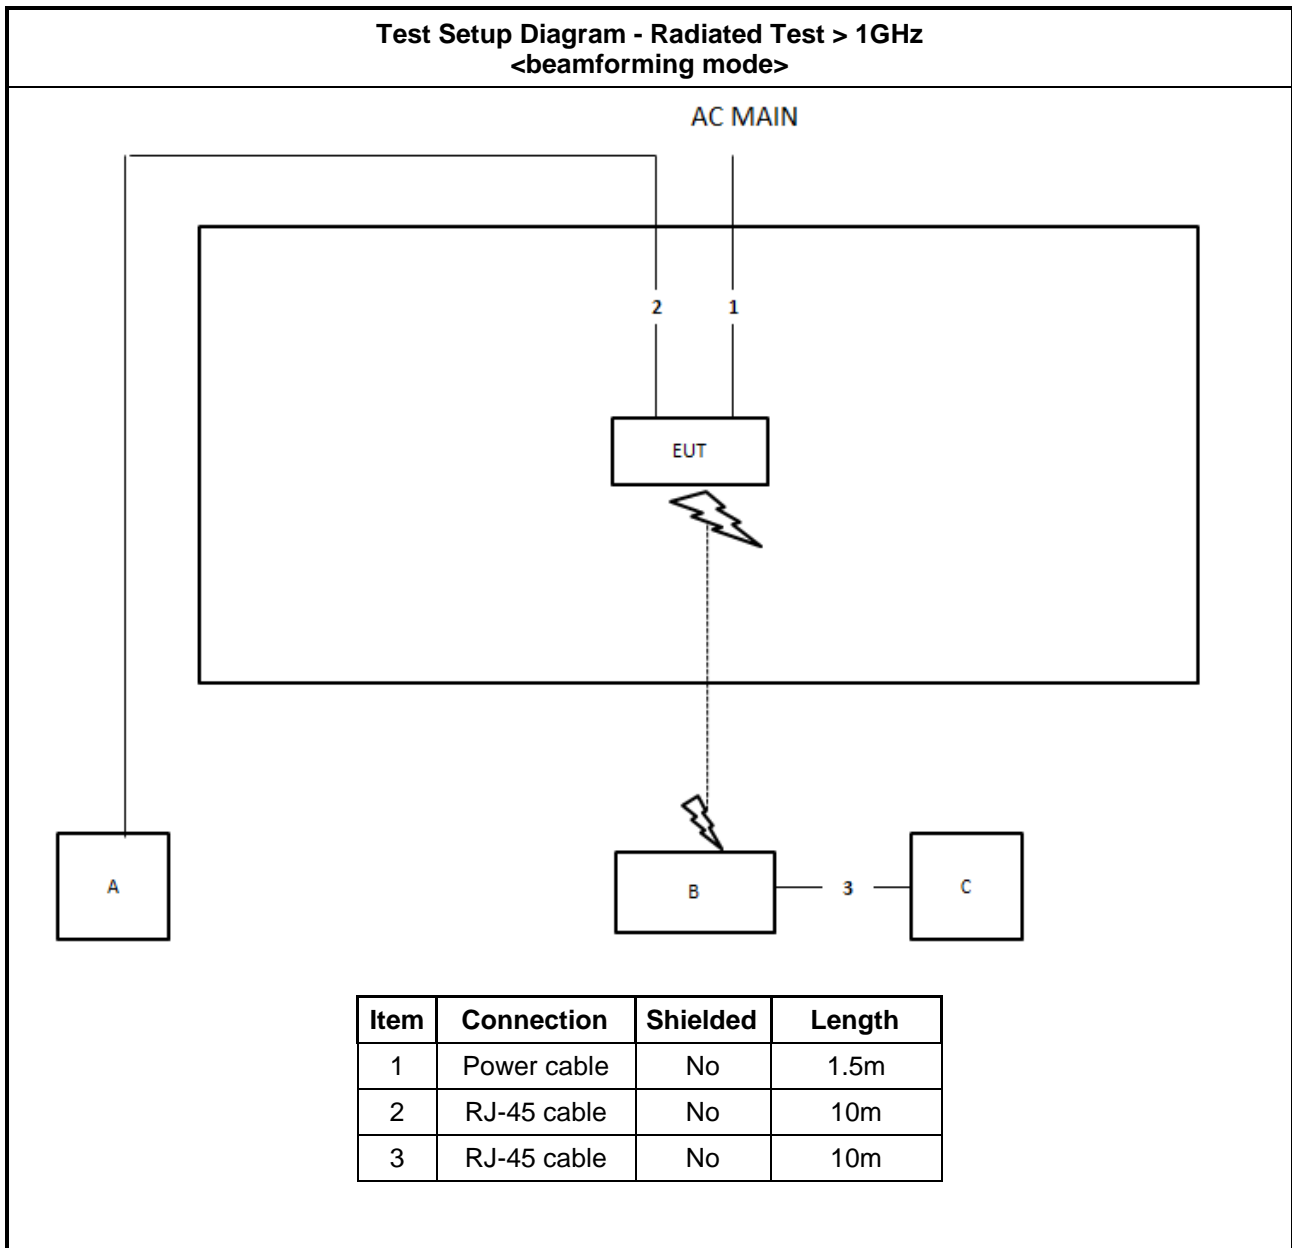 Test Setup Diagram - Radiated Test > 1GHz
<beamforming mode>
AC MAIN
2 1
EUT
A B 3 C
Item Connection Shielded Length
1 Power cable No 1.5m
2 RJ-45 cable No 10m
3 RJ-45 cable No 10m